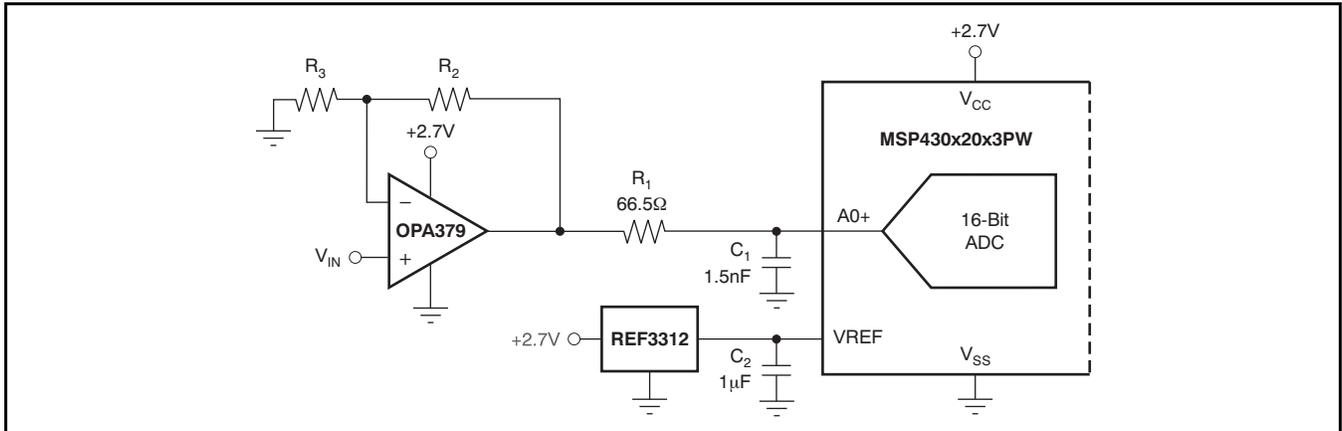 +2.7V
R3
R2
+2.7V
VCC
MSP430x20x3PW
R1
66.5Ω
−
OPA379
+
VIN
A0+
16-Bit
ADC
C1
1.5nF
+2.7V
REF3312
VREF
C2
1μF
VSS